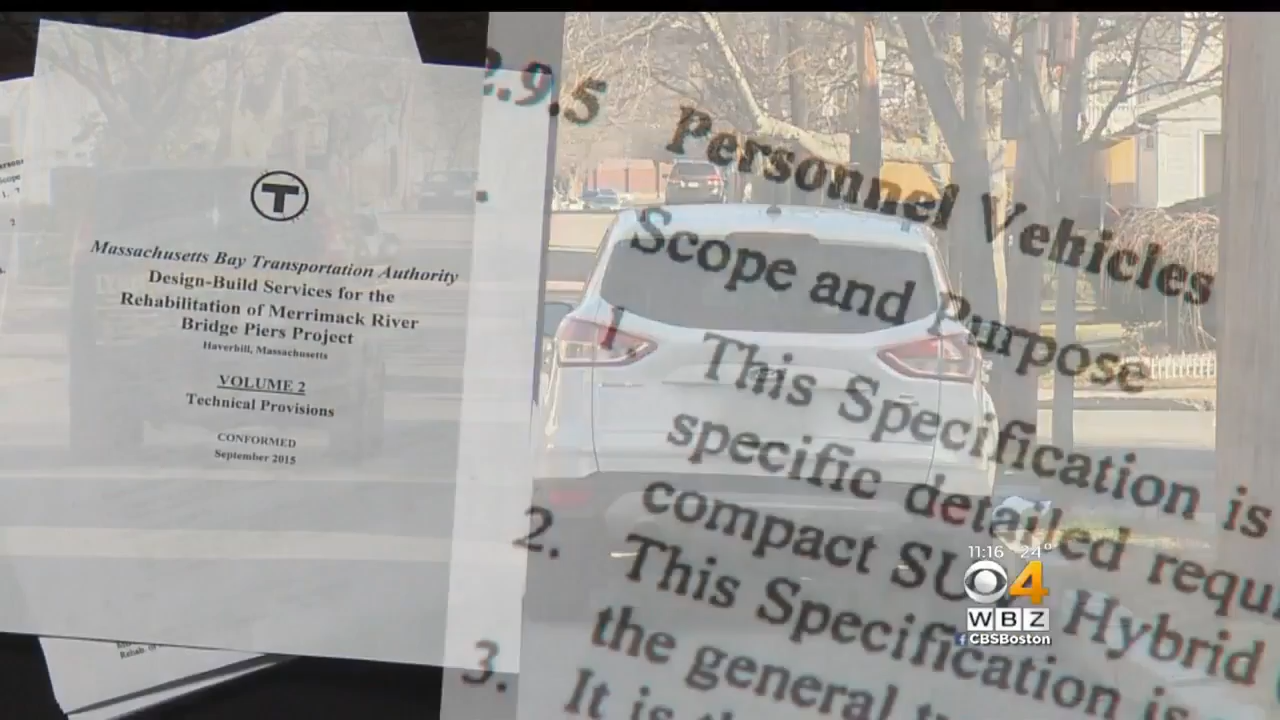 T
Massachusetts Bay Transportation Authority
Design-Build Services for the
Rehabilitation of Merrimack River
Bridge Piers Project
Haverhill, Massachusetts
VOLUME 2
Technical Provisions
CONFORMED
September 2015
2.9.5 Personnel Vehicles
Scope and Purpose
1. This Specification is
specific detailed requ
compact SUV Hybrid
2. This Specification is
the general
3. It is
11:16 24°
4
WBZ
f CBSBoston